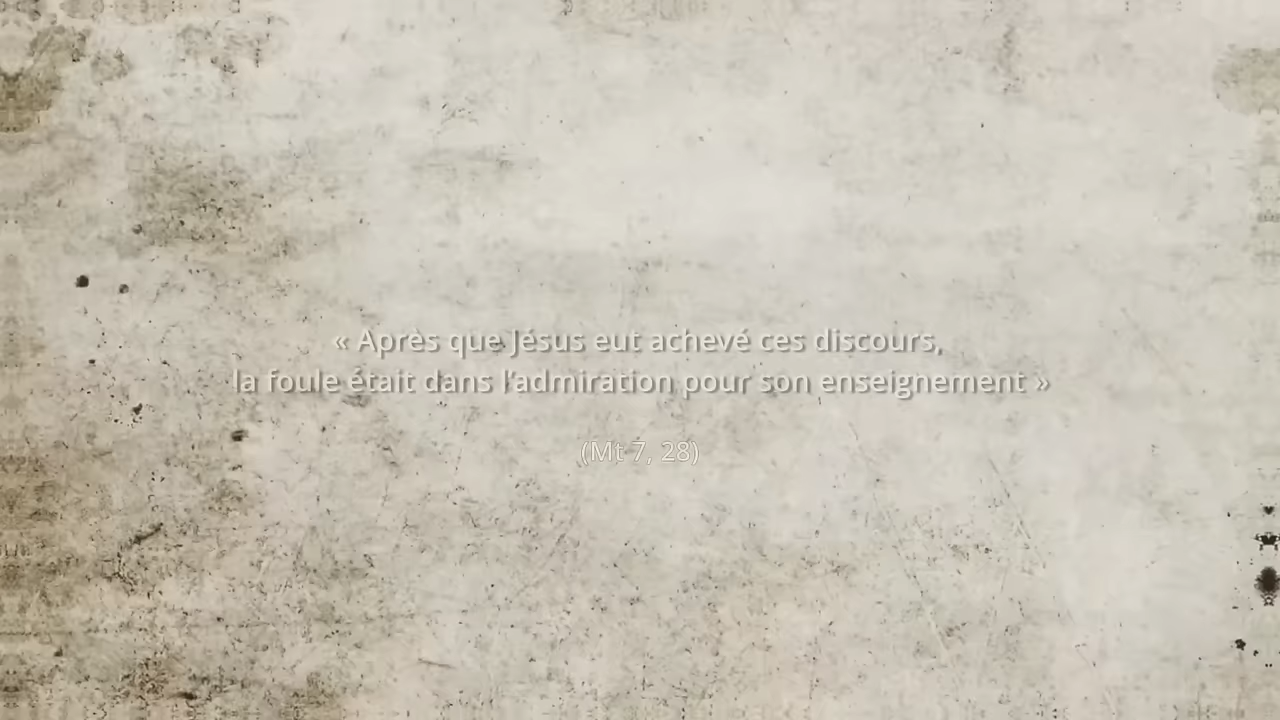 « Après que Jésus eut achevé ces discours,
la foule était dans l'admiration pour son enseignement »
(Mt 7, 28)